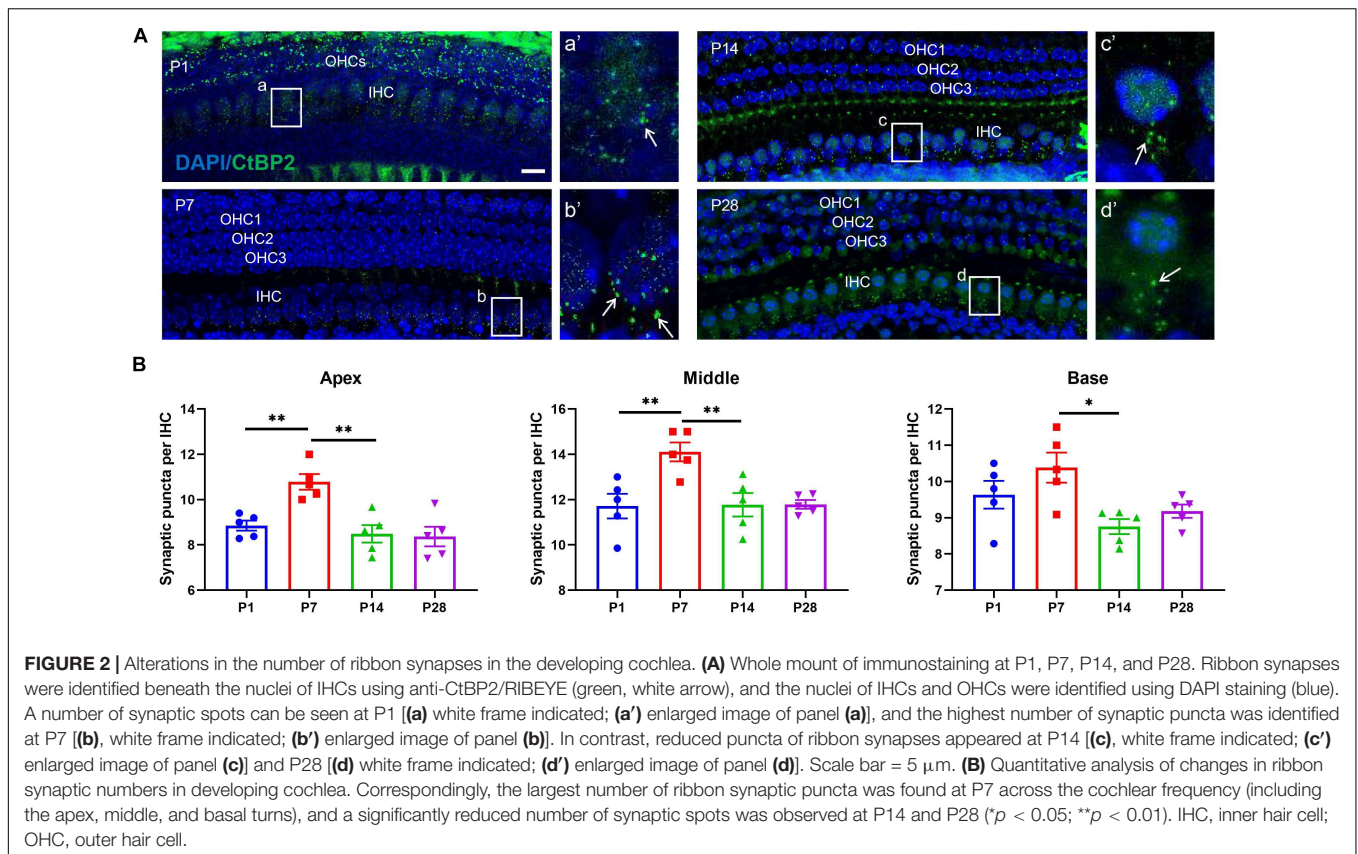 A
P1
OHCs
a
IHC
DAPI/CtBP2
a'
P14
OHC1
OHC2
OHC3
c
IHC
c'
P7
OHC1
OHC2
OHC3
IHC
b
b'
P28
OHC1
OHC2
OHC3
IHC
d
d'
B
Apex
Synaptic puncta per IHC
14
12
10
8
6
**
**
P1 P7 P14 P28
Middle
Synaptic puncta per IHC
16
14
12
10
8
**
**
P1 P7 P14 P28
Base
Synaptic puncta per IHC
12
11
10
9
8
7
*
P1 P7 P14 P28
FIGURE 2 | Alterations in the number of ribbon synapses in the developing cochlea. (A) Whole mount of immunostaining at P1, P7, P14, and P28. Ribbon synapses
were identified beneath the nuclei of IHCs using anti-CtBP2/RIBEYE (green, white arrow), and the nuclei of IHCs and OHCs were identified using DAPI staining (blue).
A number of synaptic spots can be seen at P1 [(a) white frame indicated; (a′) enlarged image of panel (a)], and the highest number of synaptic puncta was identified
at P7 [(b), white frame indicated; (b′) enlarged image of panel (b)]. In contrast, reduced puncta of ribbon synapses appeared at P14 [(c), white frame indicated; (c′)
enlarged image of panel (c)] and P28 [(d) white frame indicated; (d′) enlarged image of panel (d)]. Scale bar = 5 μm. (B) Quantitative analysis of changes in ribbon
synaptic numbers in developing cochlea. Correspondingly, the largest number of ribbon synaptic puncta was found at P7 across the cochlear frequency (including
the apex, middle, and basal turns), and a significantly reduced number of synaptic spots was observed at P14 and P28 (*p < 0.05; **p < 0.01). IHC, inner hair cell;
OHC, outer hair cell.